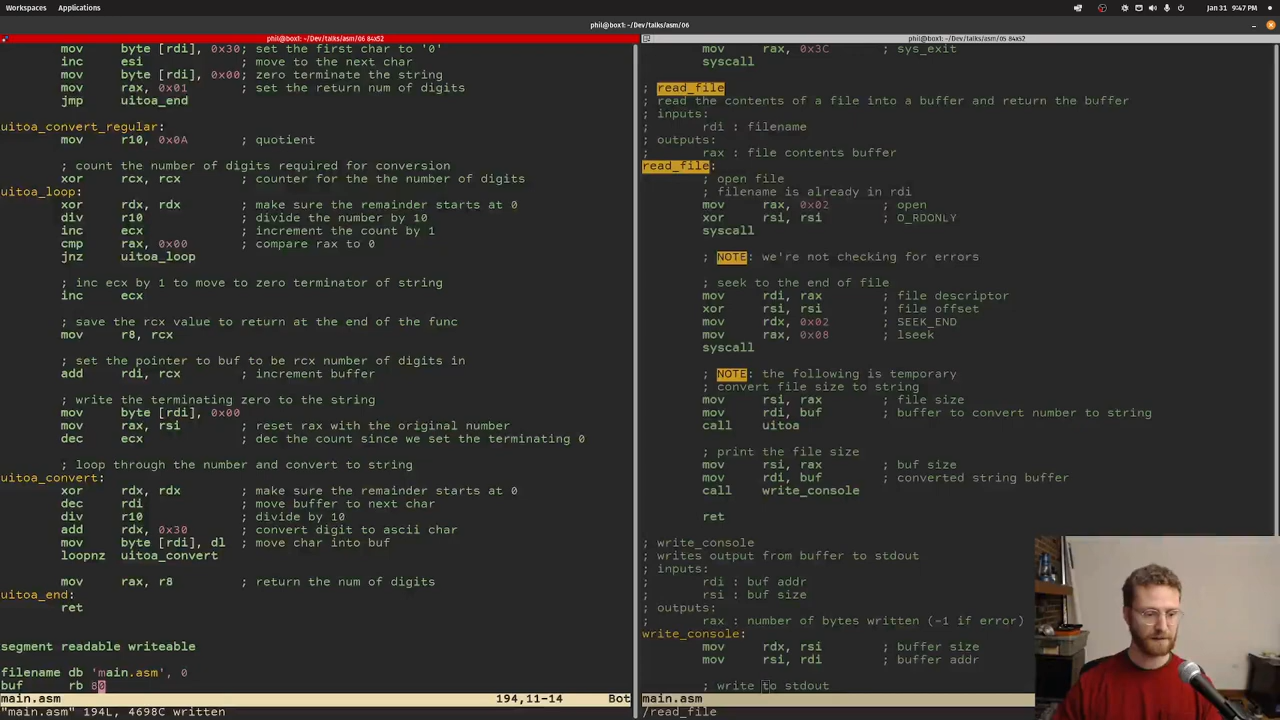 Workspaces Applications Jan 31 9:47 PM
phil@box1: ~/Dev/talks/asm/06
phil@box1: ~/Dev/talks/asm/06 84x52
mov byte [rdi], 0x30 ; set the first char to '0'
inc esi ; move to the next char
mov byte [rdi], 0x00 ; zero terminate the string
mov rax, 0x01 ; set the return num of digits
jmp uitoa_end
uitoa_convert_regular:
mov r10, 0x0A ; quotient
; count the number of digits required for conversion
xor rcx, rcx ; counter for the the number of digits
uitoa_loop:
xor rdx, rdx ; make sure the remainder starts at 0
div r10 ; divide the number by 10
inc ecx ; increment the count by 1
cmp rax, 0x00 ; compare rax to 0
jnz uitoa_loop
; inc ecx by 1 to move to zero terminator of string
inc ecx
; save the rcx value to return at the end of the func
mov r8, rcx
; set the pointer to buf to be rcx number of digits in
add rdi, rcx ; increment buffer
; write the terminating zero to the string
mov byte [rdi], 0x00
mov rax, rsi ; reset rax with the original number
dec ecx ; dec the count since we set the terminating 0
; loop through the number and convert to string
uitoa_convert:
xor rdx, rdx ; make sure the remainder starts at 0
dec rdi ; move buffer to next char
div r10 ; divide by 10
add rdx, 0x30 ; convert digit to ascii char
mov byte [rdi], dl ; move char into buf
loopnz uitoa_convert
mov rax, r8 ; return the num of digits
uitoa_end:
ret
segment readable writeable
filename db 'main.asm', 0
buf rb 80
main.asm 194,11-14 Bot
"main.asm" 194L, 4698C written
phil@box1: ~/Dev/talks/asm/05 84x52
mov rax, 0x3C ; sys_exit
syscall
; read_file
; read the contents of a file into a buffer and return the buffer
; inputs:
; rdi : filename
; outputs:
; rax : file contents buffer
read_file:
; open file
; filename is already in rdi
mov rax, 0x02 ; open
xor rsi, rsi ; O_RDONLY
syscall
; NOTE: we're not checking for errors
; seek to the end of file
mov rdi, rax ; file descriptor
xor rsi, rsi ; file offset
mov rdx, 0x02 ; SEEK_END
mov rax, 0x08 ; lseek
syscall
; NOTE: the following is temporary
; convert file size to string
mov rsi, rax ; file size
mov rdi, buf ; buffer to convert number to string
call uitoa
; print the file size
mov rsi, rax ; buf size
mov rdi, buf ; converted string buffer
call write_console
ret
; write_console
; writes output from buffer to stdout
; inputs:
; rdi : buf addr
; rsi : buf size
; outputs:
; rax : number of bytes written (-1 if error)
write_console:
mov rdx, rsi ; buffer size
mov rsi, rdi ; buffer addr
; write to stdout
main.asm
/read_file